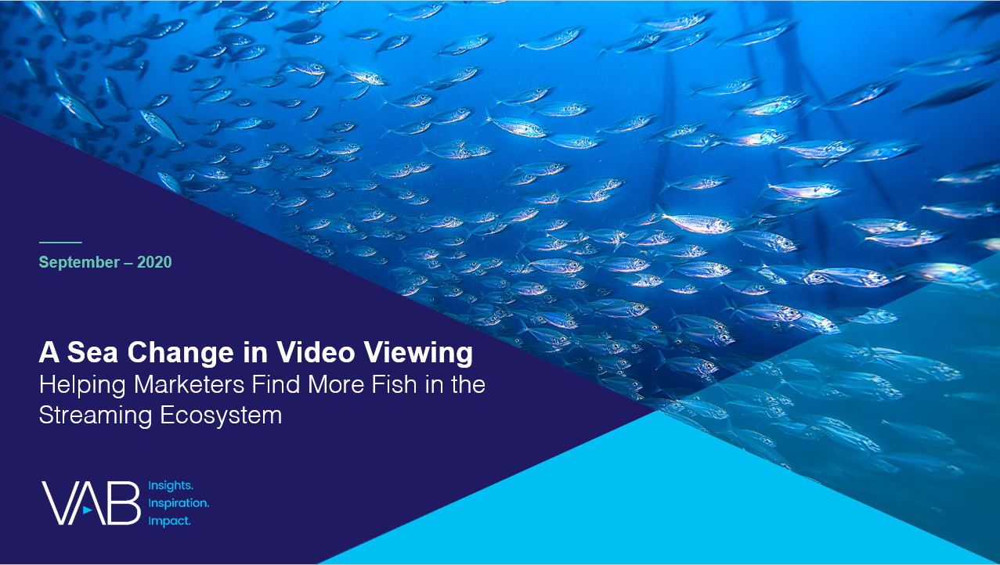 September – 2020
A Sea Change in Video Viewing
Helping Marketers Find More Fish in the
Streaming Ecosystem
VAB
Insights.
Inspiration.
Impact.